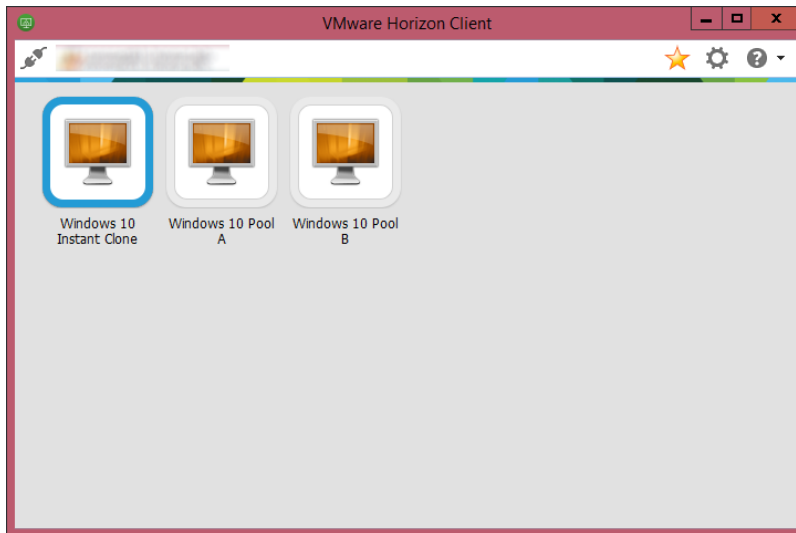 VMware Horizon Client
Windows 10
Instant Clone
Windows 10 Pool
A
Windows 10 Pool
B